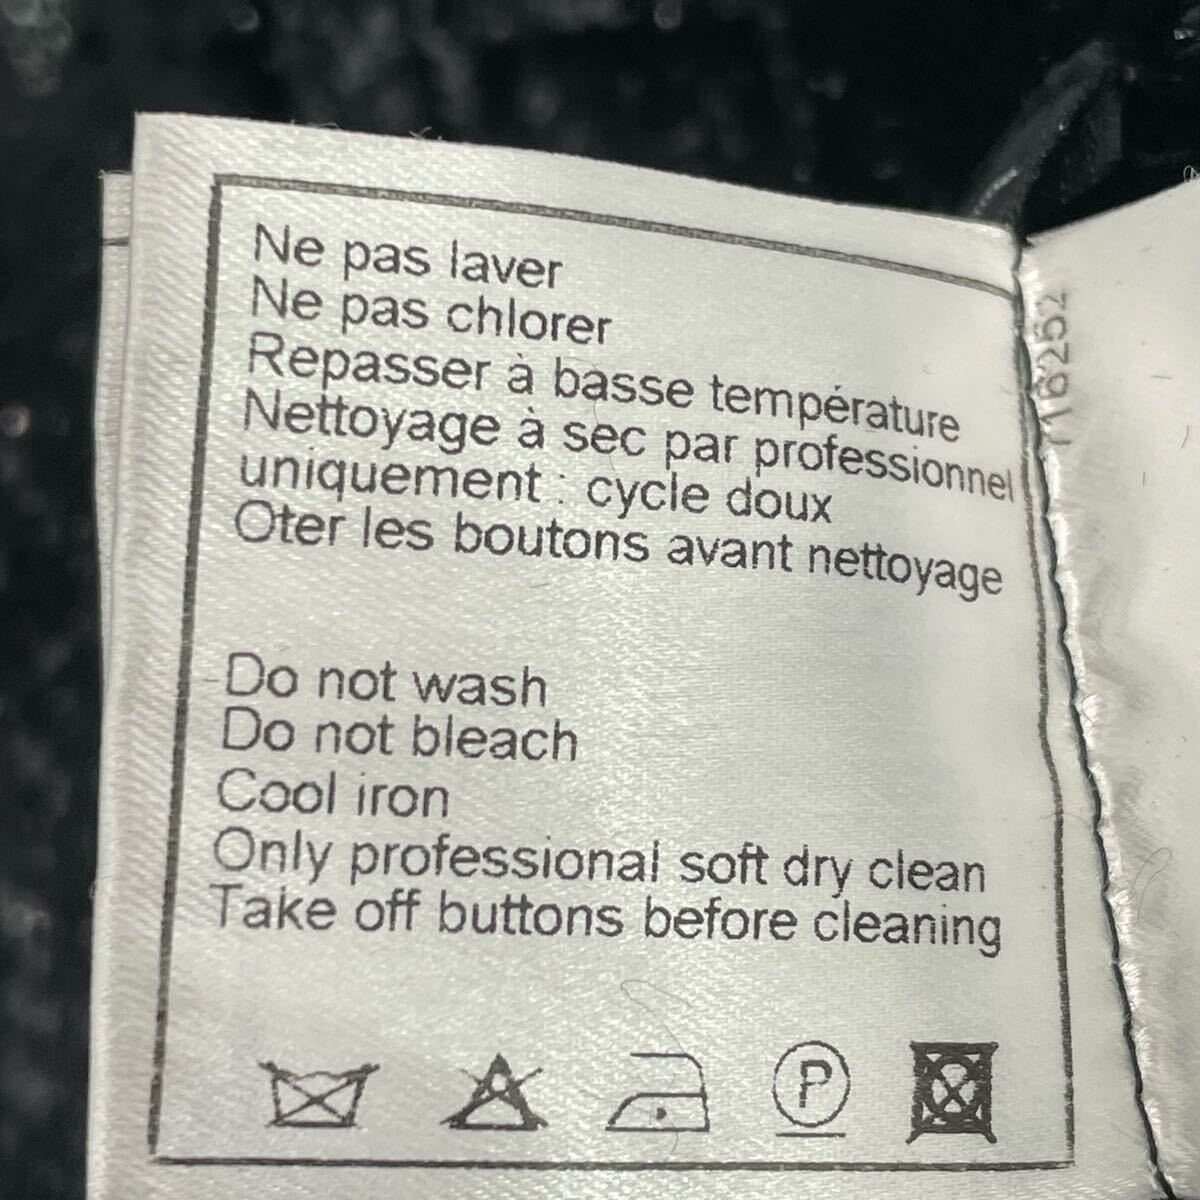 Ne pas laver
Ne pas chlorer
Repasser à basse température
Nettoyage à sec par professionnel
uniquement : cycle doux
Oter les boutons avant nettoyage
Do not wash
Do not bleach
Cool iron
Only professional soft dry clean
Take off buttons before cleaning
P